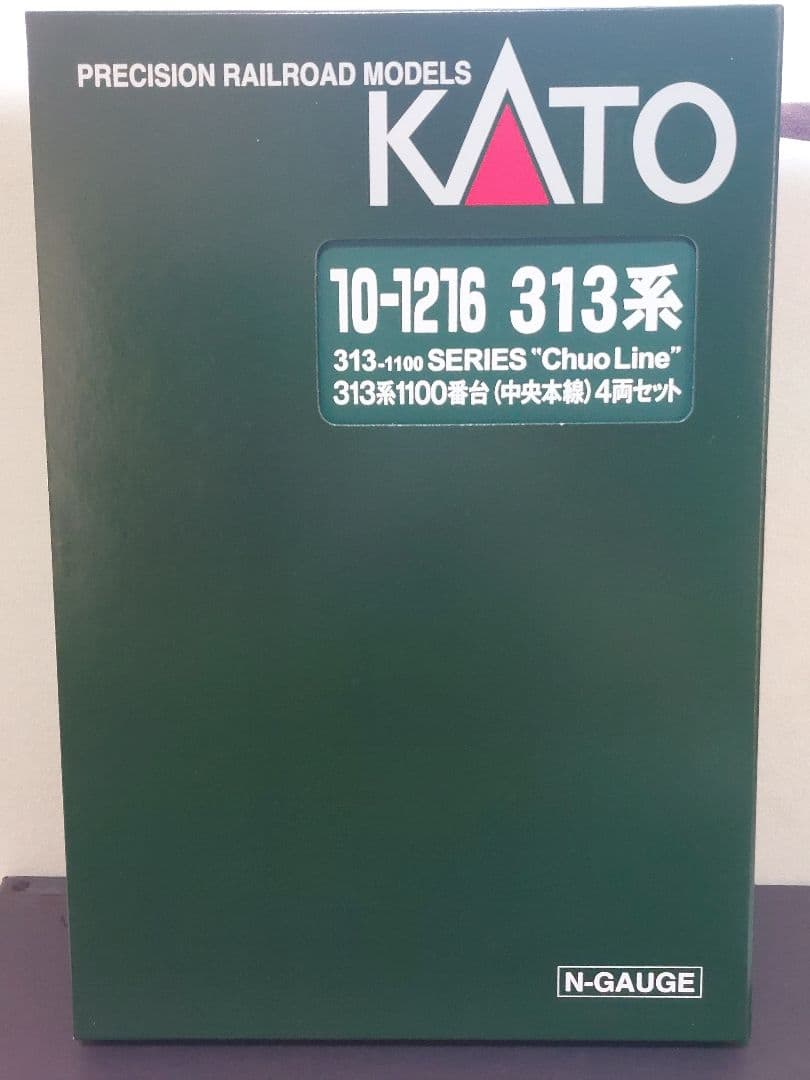 PRECISION RAILROAD MODELS
KATO
10-1216 313系
313-1100 SERIES "Chuo Line"
313系1100番台(中央本線)4両セット
N-GAUGE